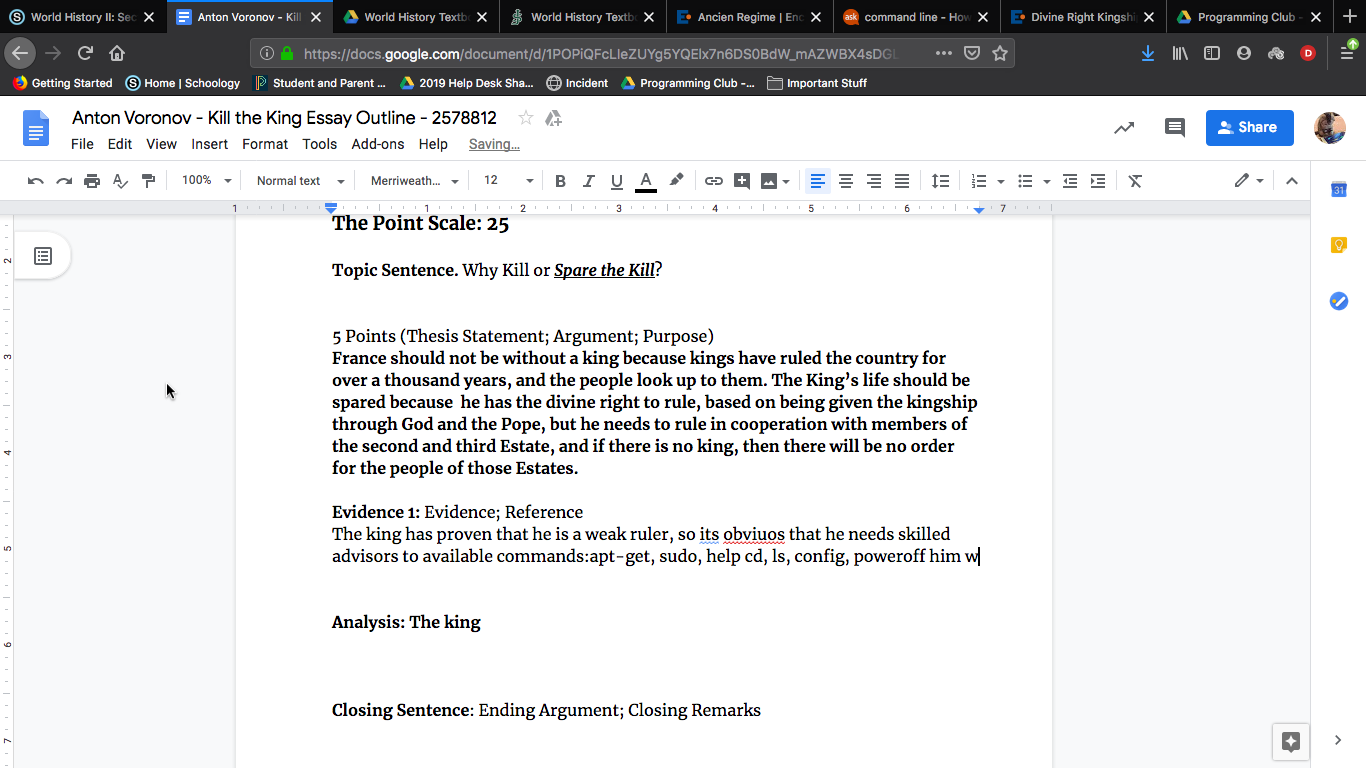 World History II: Sec
Anton Voronov - Kill
World History Textb
World History Textb
Ancien Regime | Enc
command line - How
Divine Right Kingshi
Programming Club -
https://docs.google.com/document/d/1POPiQFcLIeZUYg5YQElx7n6DS0BdW_mAZWBX4sDGL
Getting Started
Home | Schoology
Student and Parent ...
2019 Help Desk Sha...
Incident
Programming Club -...
Important Stuff
Anton Voronov - Kill the King Essay Outline - 2578812
File Edit View Insert Format Tools Add-ons Help Saving...
Share
100% Normal text Merriweath... 12
1 1 2 3 4 5 6 7
The Point Scale: 25
Topic Sentence. Why Kill or Spare the Kill?
5 Points (Thesis Statement; Argument; Purpose)
France should not be without a king because kings have ruled the country for
over a thousand years, and the people look up to them. The King’s life should be
spared because  he has the divine right to rule, based on being given the kingship
through God and the Pope, but he needs to rule in cooperation with members of
the second and third Estate, and if there is no king, then there will be no order
for the people of those Estates.
Evidence 1: Evidence; Reference
The king has proven that he is a weak ruler, so its obviuos that he needs skilled
advisors to available commands:apt-get, sudo, help cd, ls, config, poweroff him w
Analysis: The king
Closing Sentence: Ending Argument; Closing Remarks